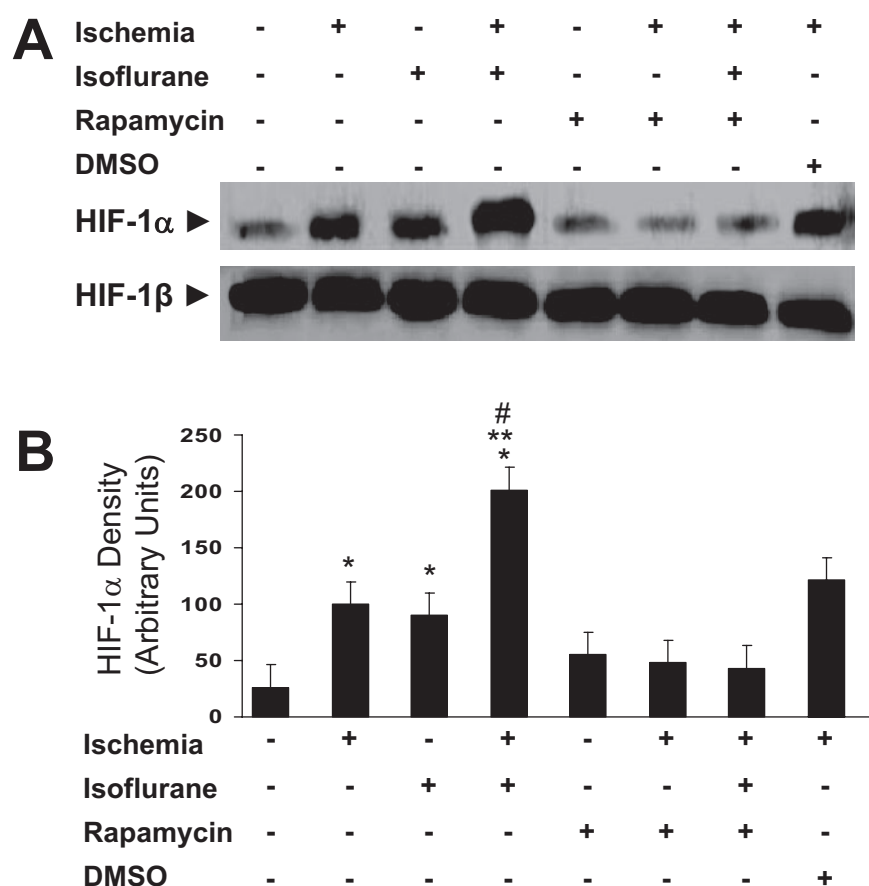 A
Ischemia - + - + - + + +
Isoflurane - - + + - - + -
Rapamycin - - - - + + + -
DMSO - - - - - - - +
HIF-1α ►
HIF-1β ►
B
HIF-1α Density
(Arbitrary Units)
250
200
150
100
50
0
* * # ** *
Ischemia - + - + - + + +
Isoflurane - - + + - - + -
Rapamycin - - - - + + + -
DMSO - - - - - - - +